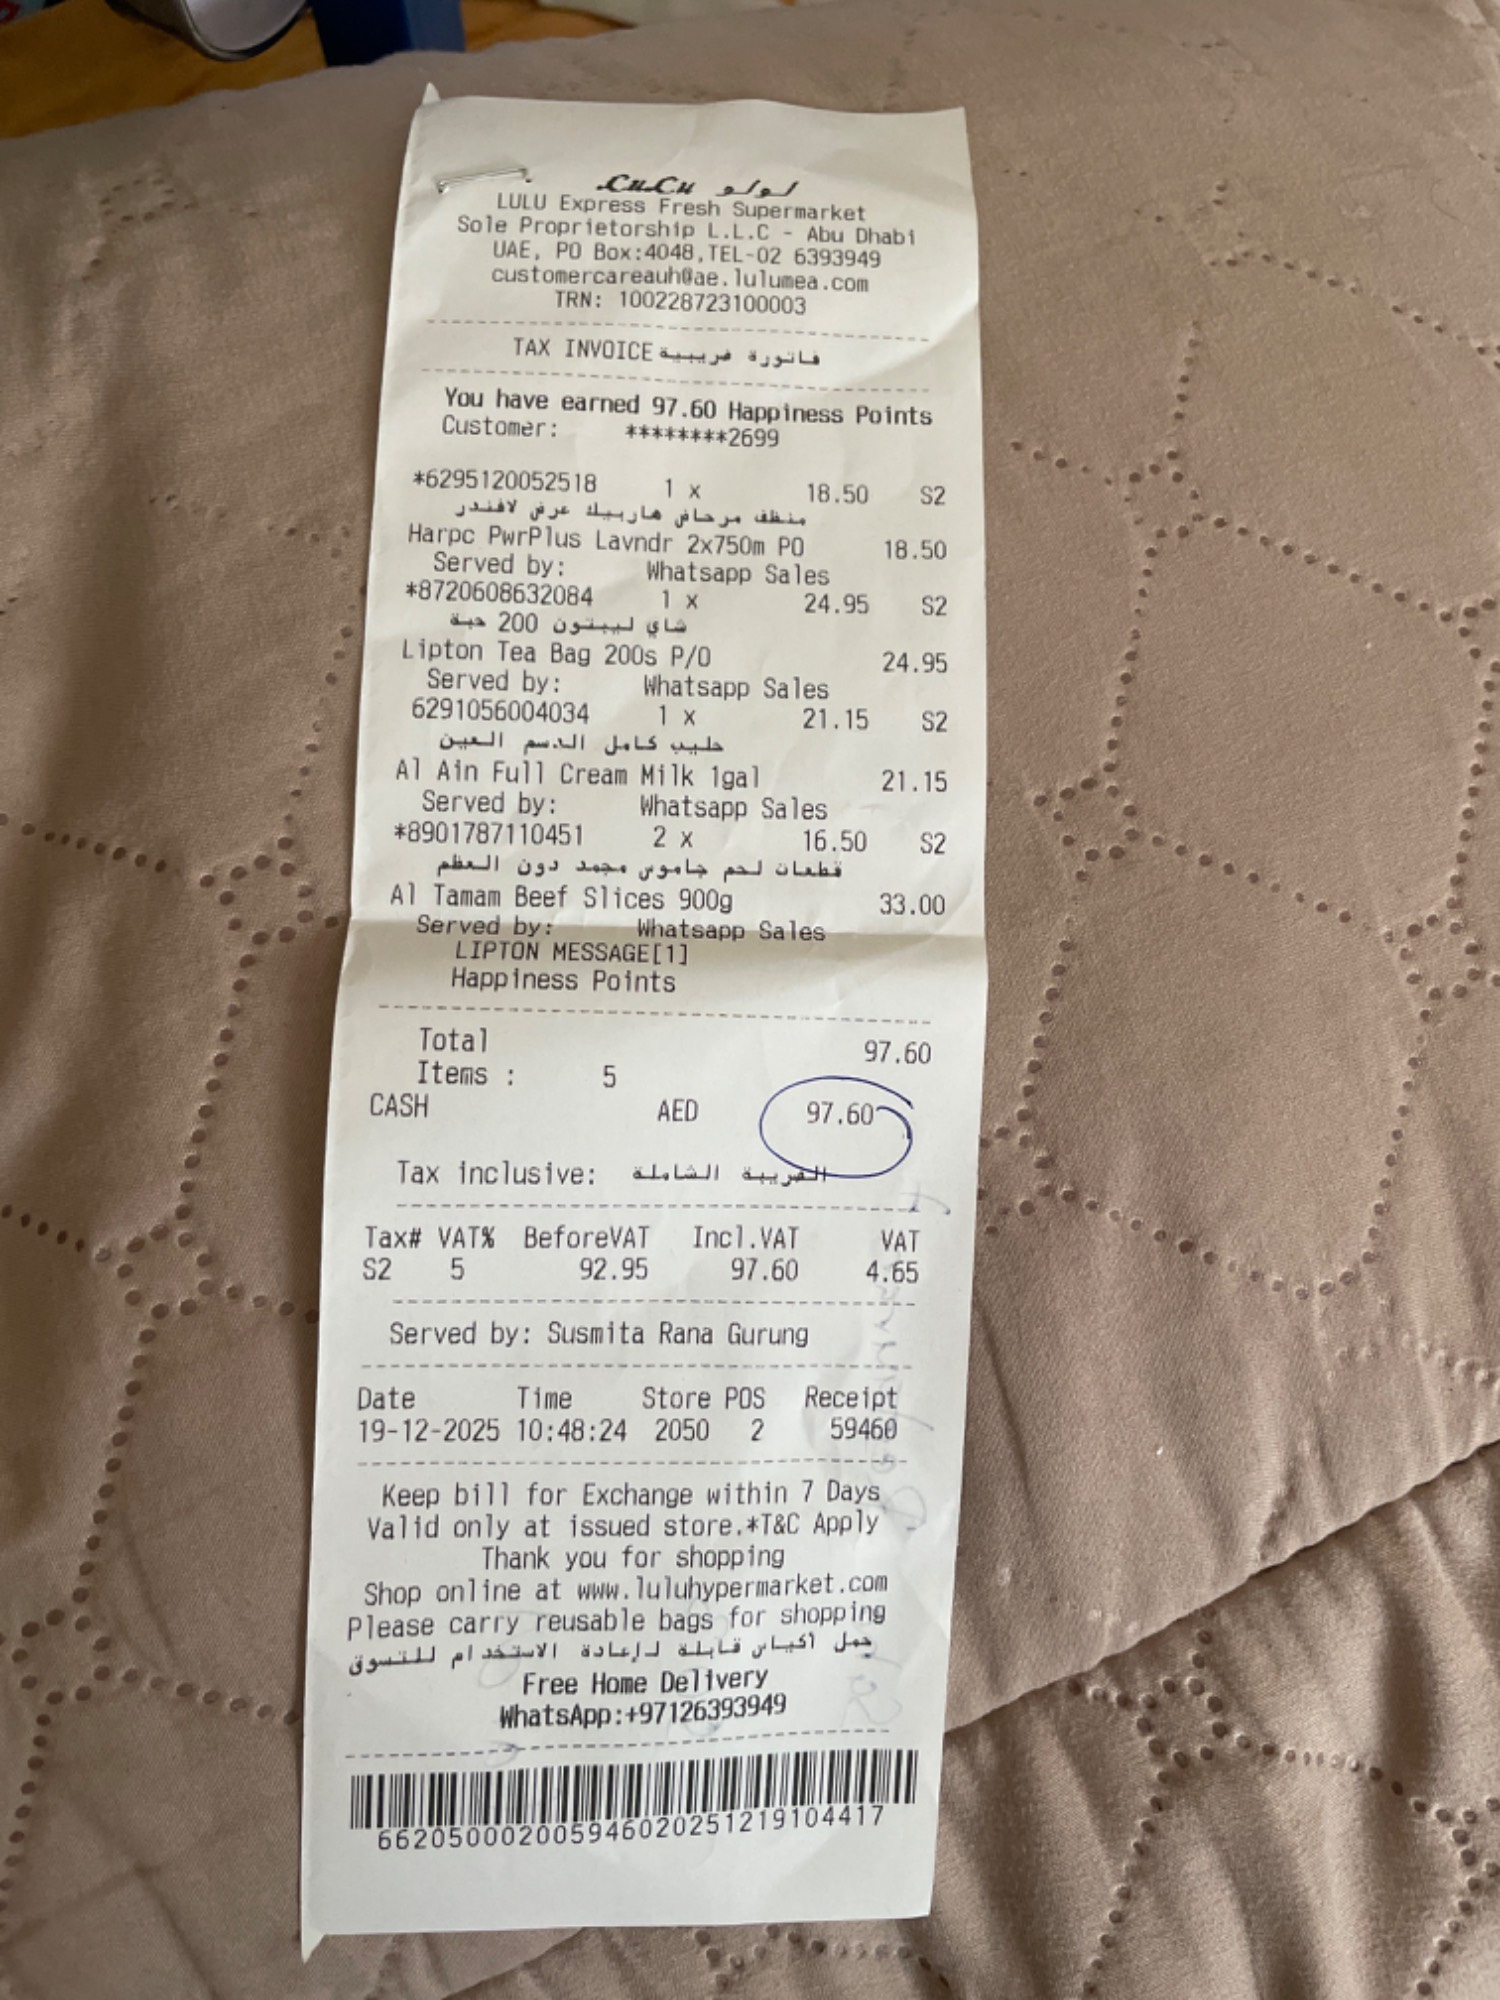 LuLu لولو
LULU Express Fresh Supermarket
Sole Proprietorship L.L.C - Abu Dhabi
UAE, PO Box:4048,TEL-02 6393949
customercareauh@ae.lulumea.com
TRN: 100228723100003
TAX INVOICE فاتورة ضريبية
You have earned 97.60 Happiness Points
Customer: ********2699
*6295120052518 1 x 18.50 S2
منظف مرحاض هاربيك عرض لافندر
Harpc PwrPlus Lavndr 2x750m PO 18.50
Served by: Whatsapp Sales
*8720608632084 1 x 24.95 S2
شاي ليبتون 200 حبة
Lipton Tea Bag 200s P/O 24.95
Served by: Whatsapp Sales
6291056004034 1 x 21.15 S2
حليب كامل الدسم العين
Al Ain Full Cream Milk 1gal 21.15
Served by: Whatsapp Sales
*8901787110451 2 x 16.50 S2
قطعات لحم جاموس مجمد دون العظم
Al Tamam Beef Slices 900g 33.00
Served by: Whatsapp Sales
LIPTON MESSAGE[1]
Happiness Points
Total 97.60
Items : 5
CASH AED 97.60
Tax inclusive: الضريبة الشاملة
Tax# VAT% BeforeVAT Incl.VAT VAT
S2 5 92.95 97.60 4.65
Served by: Susmita Rana Gurung
Date Time Store POS Receipt
19-12-2025 10:48:24 2050 2 59460
Keep bill for Exchange within 7 Days
Valid only at issued store.*T&C Apply
Thank you for shopping
Shop online at www.luluhypermarket.com
Please carry reusable bags for shopping
حمل أكياس قابلة لإعادة الاستخدام للتسوق
Free Home Delivery
WhatsApp:+97126393949
662050002005946020251219104417